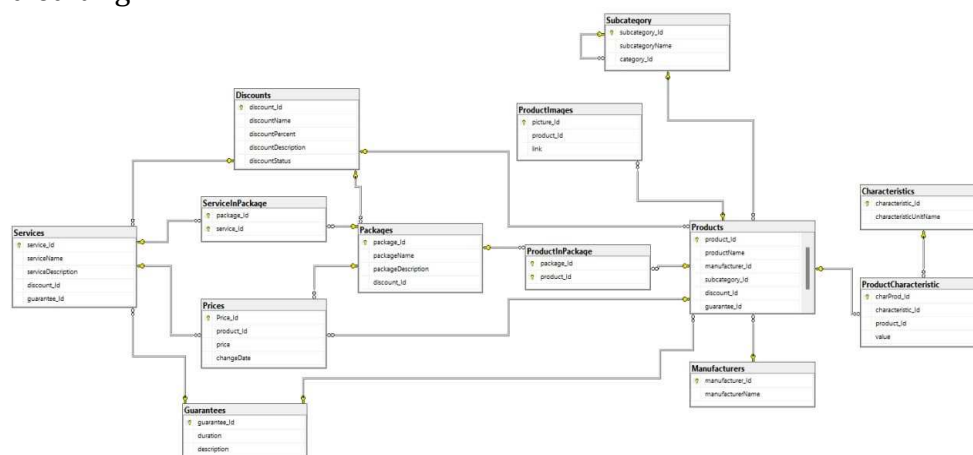 Subcategory
subcategory_Id
subcategoryName
category_Id
Discounts
discount_Id
discountName
discountPercent
discountDescription
discountStatus
ProductImages
picture_Id
product_Id
link
ServiceInPackage
package_Id
service_Id
Characteristics
characteristic_Id
characteristicUnitName
Services
service_Id
serviceName
serviceDescription
discount_Id
guarantee_Id
Packages
package_Id
packageName
packageDescription
discount_Id
ProductInPackage
package_Id
product_Id
Products
product_Id
productName
manufacturer_Id
subcategory_Id
discount_Id
guarantee_Id
ProductCharacteristic
charProd_Id
characteristic_Id
product_Id
value
Prices
Price_Id
product_Id
price
changeDate
Manufacturers
manufacturer_Id
manufacturerName
Guarantees
guarantee_Id
duration
description